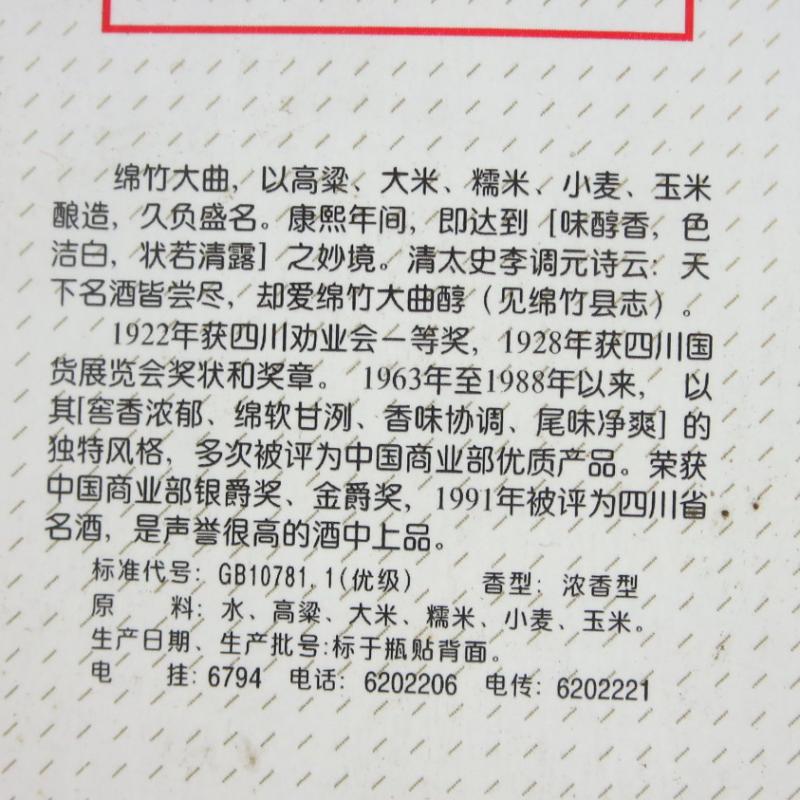 绵竹大曲，以高粱、大米、糯米、小麦、玉米
酿造，久负盛名。康熙年间，即达到［味醇香，色
洁白，状若清露］之妙境。清太史李调元诗云：天
下名酒皆尝尽，却爱绵竹大曲醇（见绵竹县志）。
1922年获四川劝业会一等奖，1928年获四川国
货展览会奖状和奖章。1963年至1988年以来，以
其[窖香浓郁、绵软甘洌、香味协调、尾味净爽]的
独特风格，多次被评为中国商业部优质产品。荣获
中国商业部银爵奖、金爵奖，1991年被评为四川省
名酒，是声誉很高的酒中上品。
标准代号：GB10781.1(优级) 香型：浓香型
原 料：水、高粱、大米、糯米、小麦、玉米。
生产日期、生产批号:标于瓶贴背面。
电 挂：6794 电话：6202206 电传：6202221